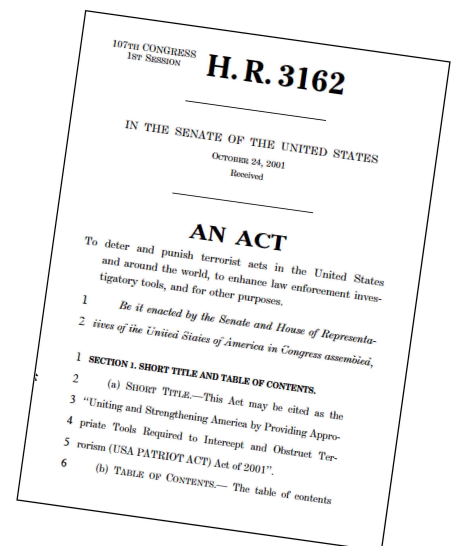 107TH CONGRESS
1ST SESSION
H. R. 3162
IN THE SENATE OF THE UNITED STATES
OCTOBER 24, 2001
Received
AN ACT
To deter and punish terrorist acts in the United States
and around the world, to enhance law enforcement inves-
tigatory tools, and for other purposes.
1 Be it enacted by the Senate and House of Representa-
2 tives of the United States of America in Congress assembled,
1 SECTION 1. SHORT TITLE AND TABLE OF CONTENTS.
2 (a) SHORT TITLE.—This Act may be cited as the
3 “Uniting and Strengthening America by Providing Appro-
4 priate Tools Required to Intercept and Obstruct Ter-
5 rorism (USA PATRIOT ACT) Act of 2001”.
6 (b) TABLE OF CONTENTS.— The table of contents